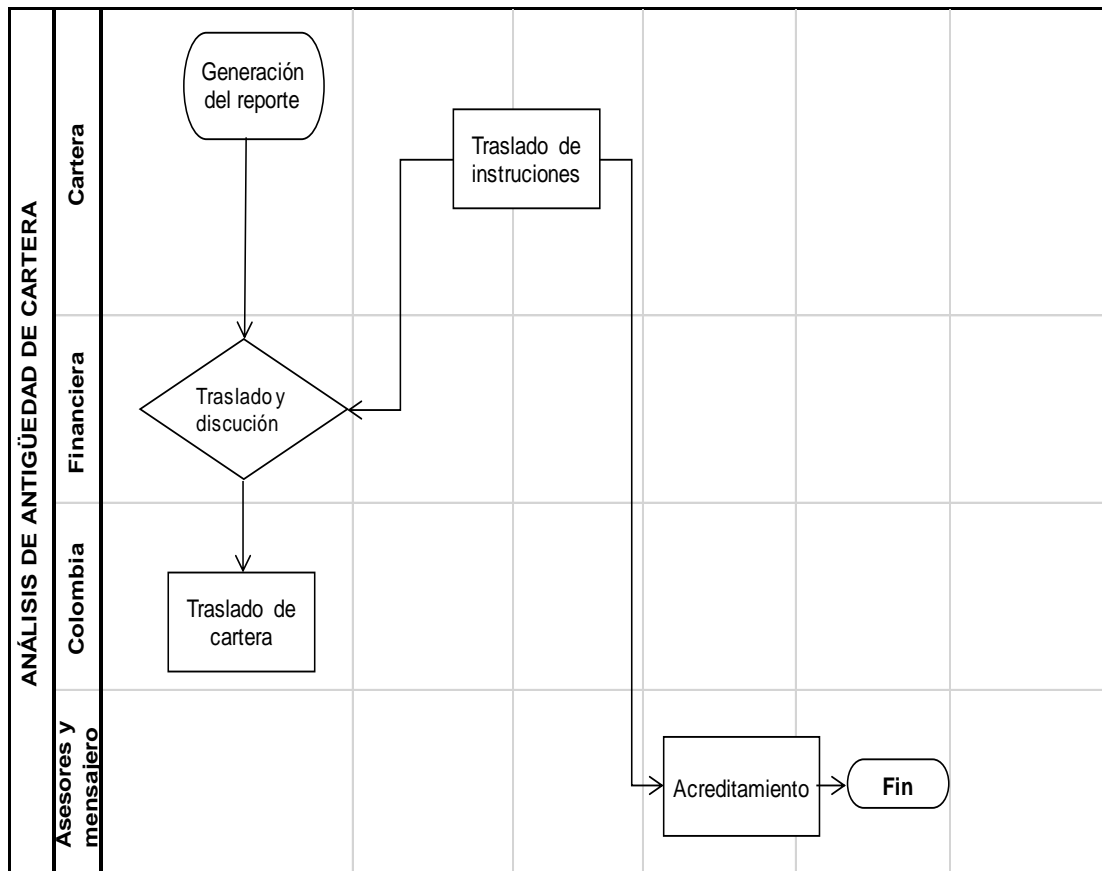 ANÁLISIS DE ANTIGÜEDAD DE CARTERA
Cartera
Generación
del reporte
Traslado de
instruciones
Financiera
Traslado y
discución
Colombia
Traslado de
cartera
Asesores y
mensajero
Acreditamiento
Fin